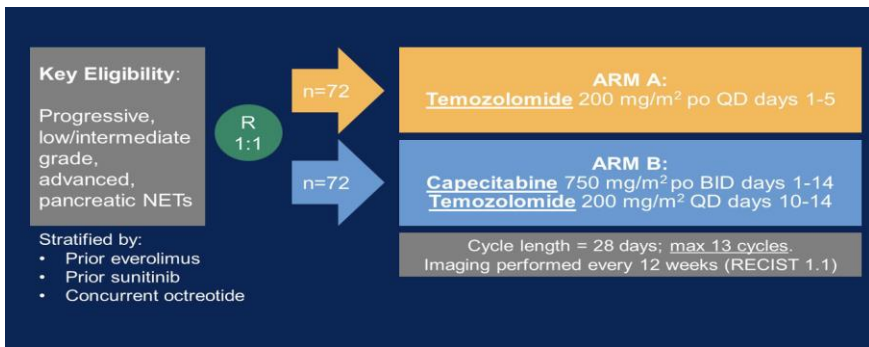 Key Eligibility:
Progressive,
low/intermediate
grade,
advanced,
pancreatic NETs
Stratified by:
• Prior everolimus
• Prior sunitinib
• Concurrent octreotide
R
1:1
n=72
n=72
ARM A:
Temozolomide 200 mg/m² po QD days 1-5
ARM B:
Capecitabine 750 mg/m² po BID days 1-14
Temozolomide 200 mg/m² QD days 10-14
Cycle length = 28 days; max 13 cycles.
Imaging performed every 12 weeks (RECIST 1.1)